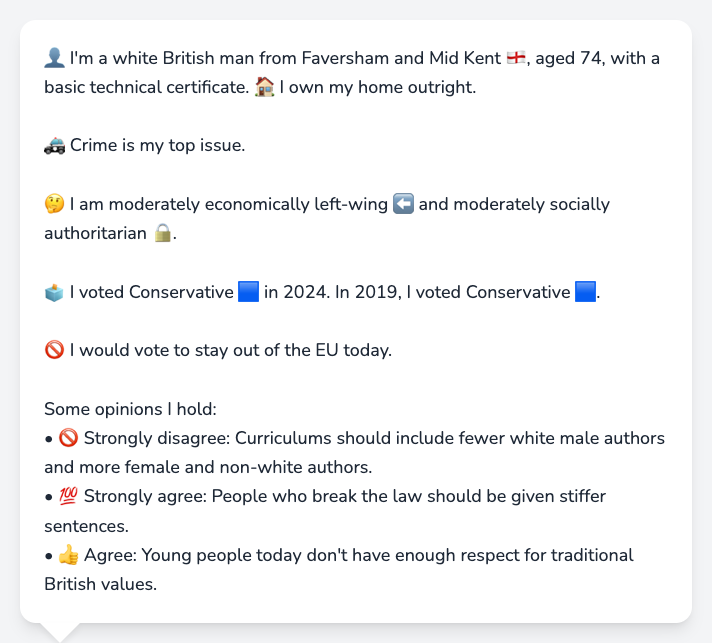 👤 I'm a white British man from Faversham and Mid Kent 🏴󠁧󠁢󠁥󠁮󠁧󠁿, aged 74, with a
basic technical certificate. 🏠 I own my home outright.
🚓 Crime is my top issue.
🤔 I am moderately economically left-wing ⬅️ and moderately socially
authoritarian 🔒.
🗳️ I voted Conservative 🟦 in 2024. In 2019, I voted Conservative 🟦.
🚫 I would vote to stay out of the EU today.
Some opinions I hold:
• 🚫 Strongly disagree: Curriculums should include fewer white male authors
and more female and non-white authors.
• 💯 Strongly agree: People who break the law should be given stiffer
sentences.
• 👍 Agree: Young people today don't have enough respect for traditional
British values.